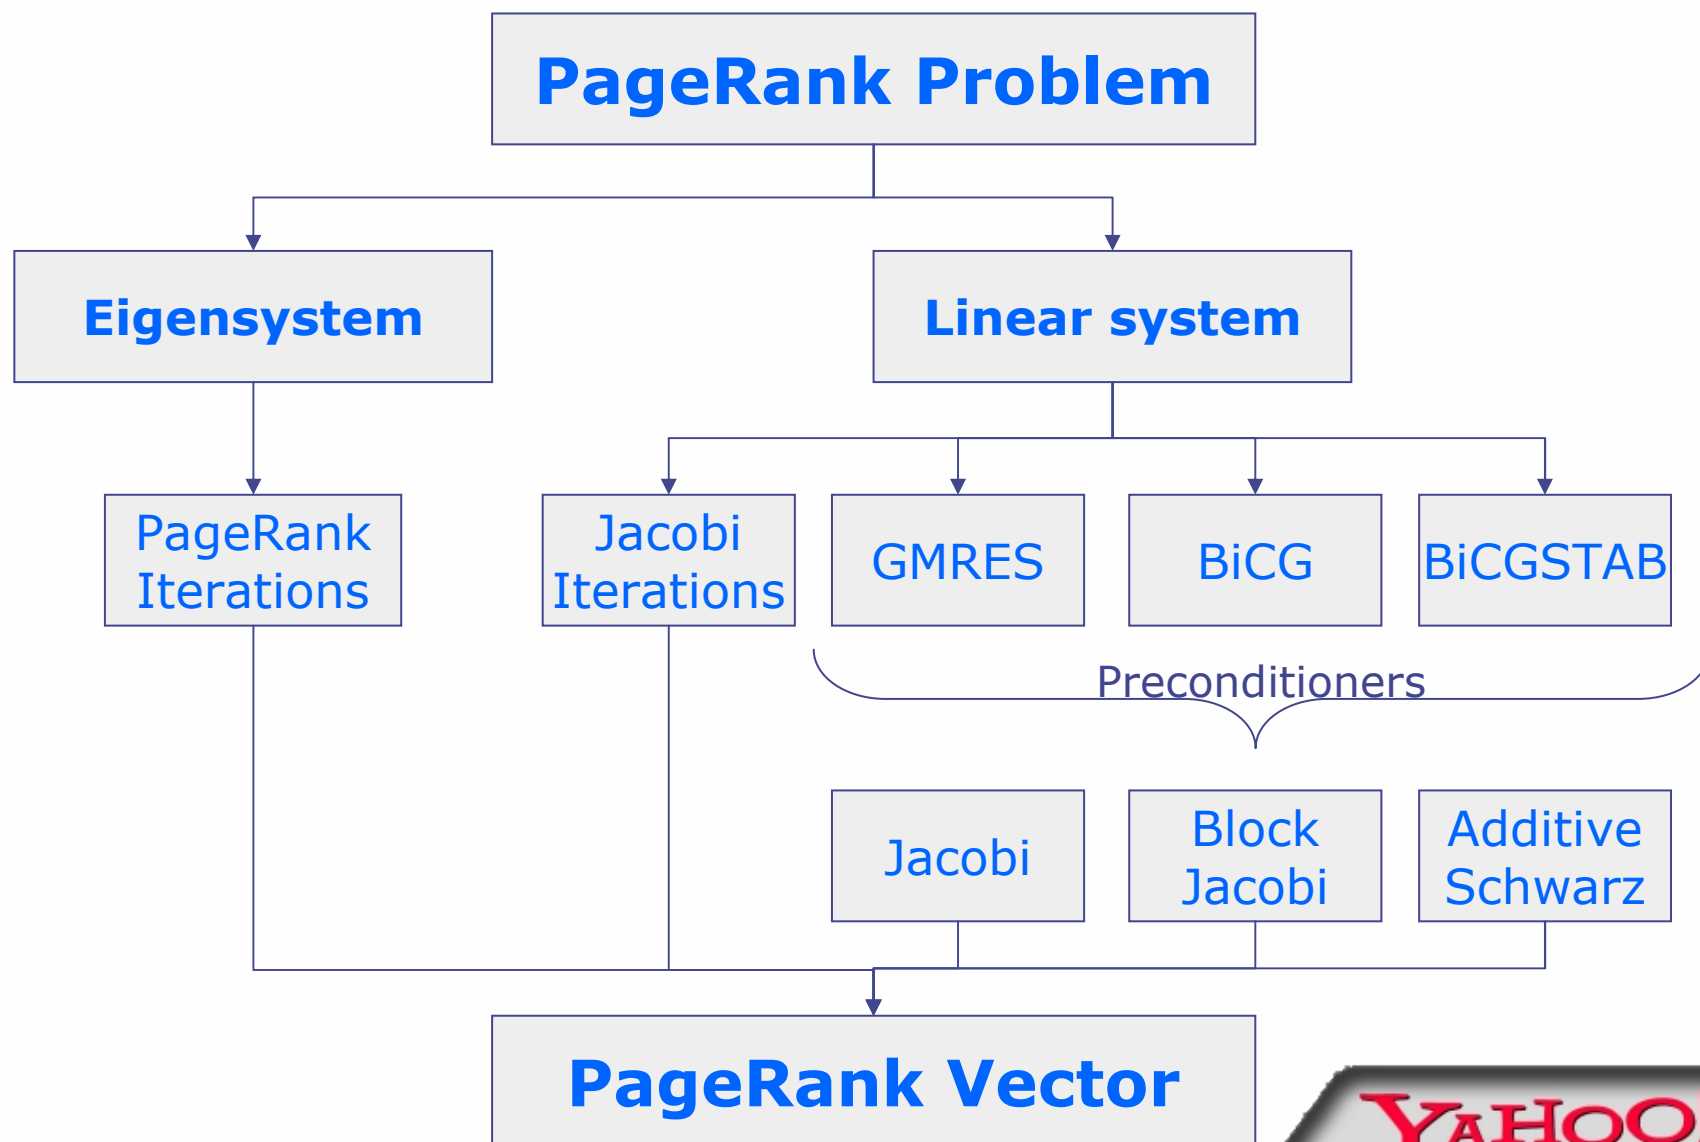 PageRank Problem
Eigensystem
Linear system
PageRank
Iterations
Jacobi
Iterations
GMRES
BiCG
BiCGSTAB
Preconditioners
Jacobi
Block
Jacobi
Additive
Schwarz
PageRank Vector
YAHOO